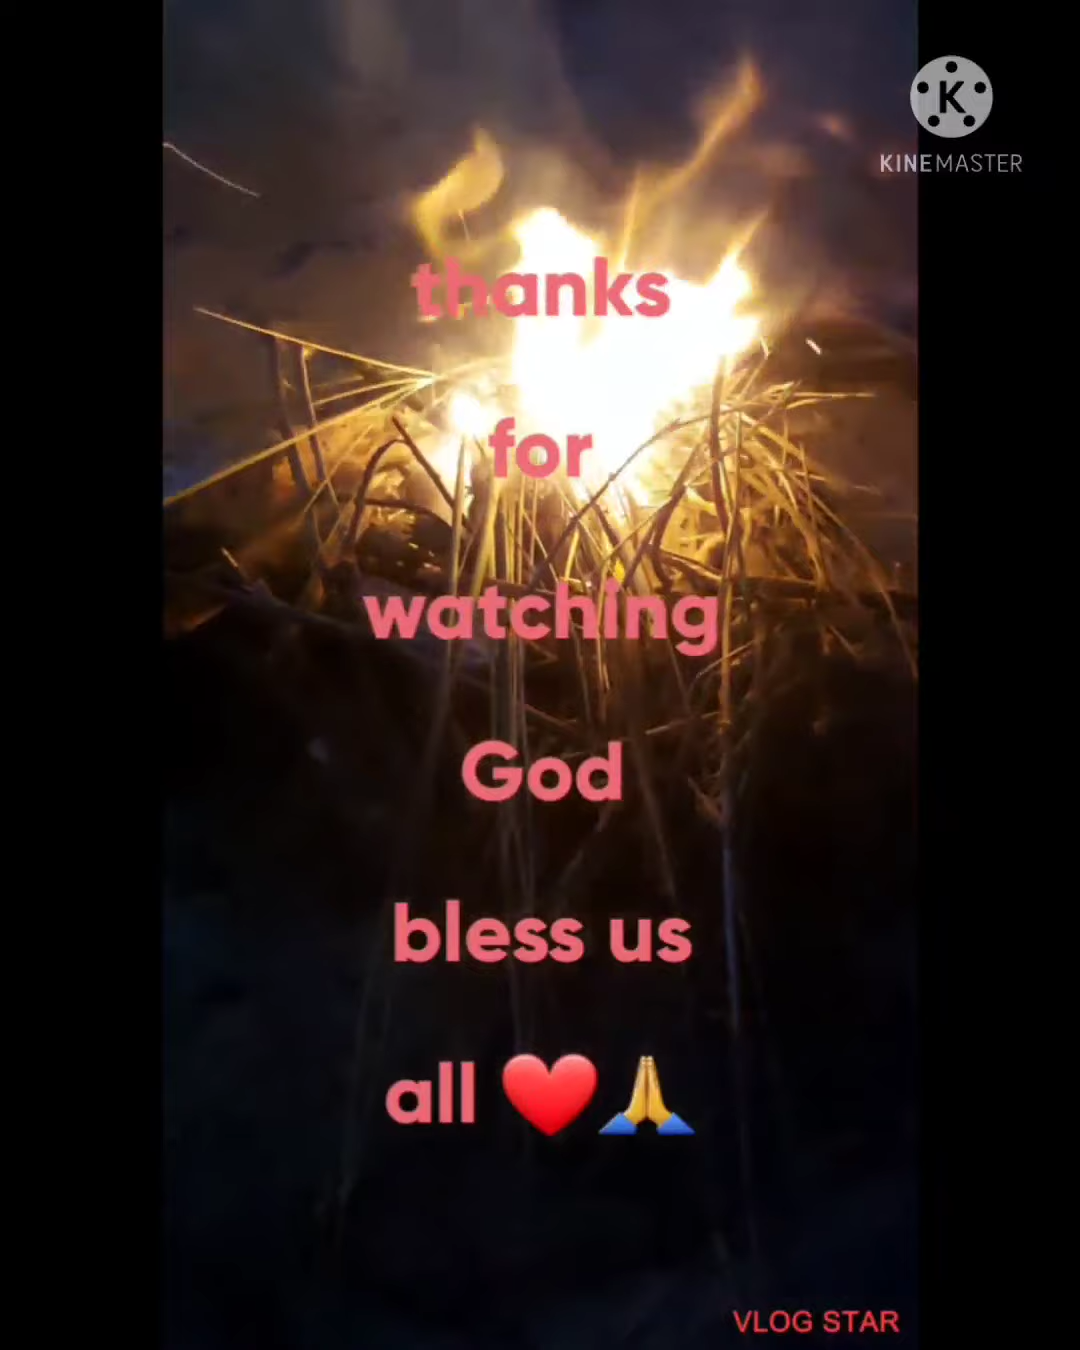 K
KINEMASTER
thanks
for
watching
God
bless us
all ❤️🙏
VLOG STAR